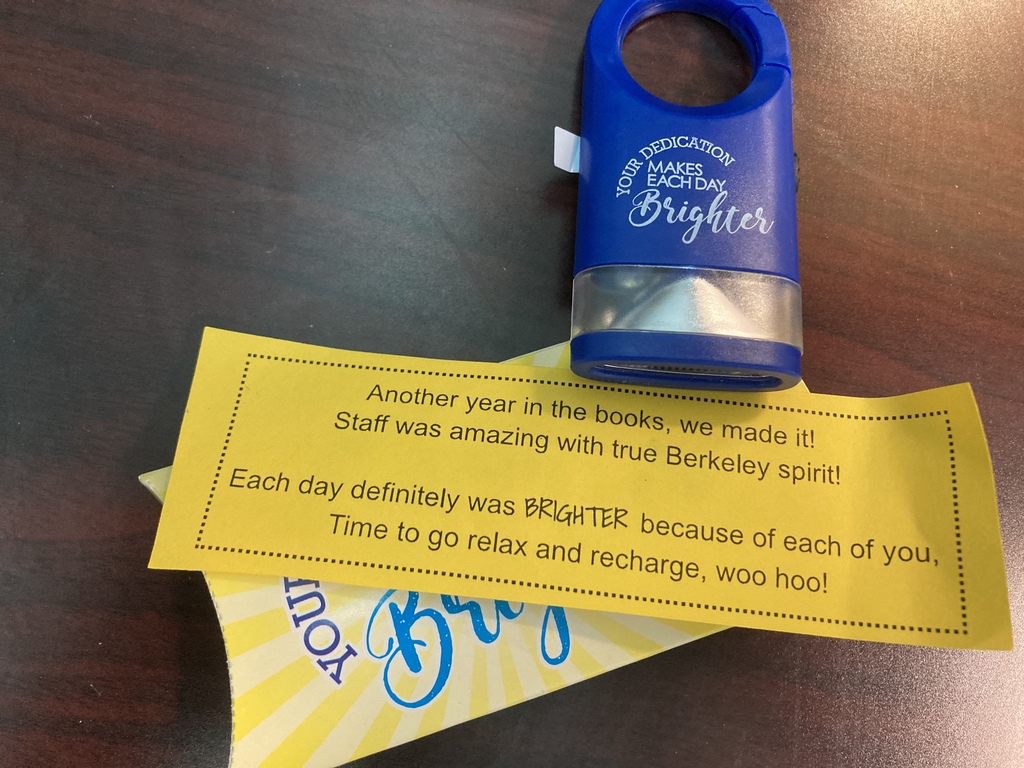 YOUR DEDICATION
MAKES
EACH DAY
Brighter
Another year in the books, we made it!
Staff was amazing with true Berkeley spirit!
Each day definitely was BRIGHTER because of each of you,
Time to go relax and recharge, woo hoo!
YOUR
Brig